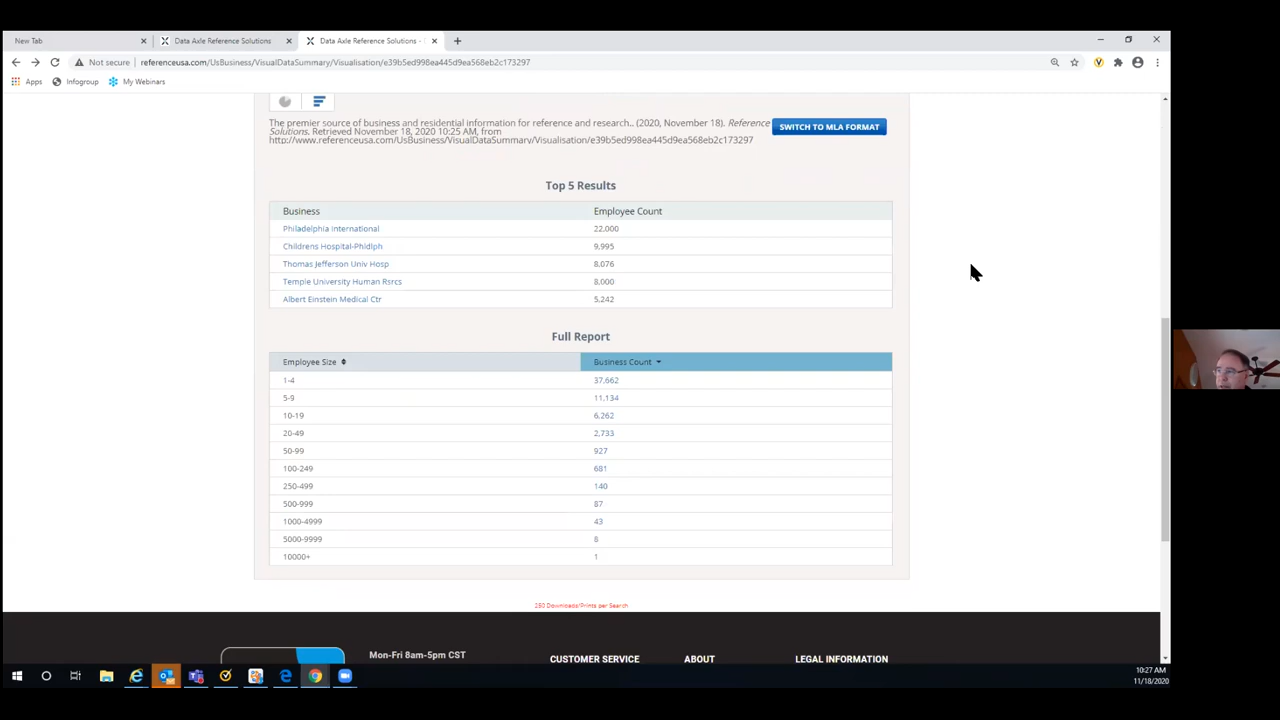 New Tab
Data Axle Reference Solutions
Data Axle Reference Solutions -
Not secure referenceusa.com/UsBusiness/VisualDataSummary/Visualisation/e39b5ed998ea445d9ea568eb2c173297
Apps Infogroup My Webinars
The premier source of business and residential information for reference and research.. (2020, November 18). Reference
Solutions. Retrieved November 18, 2020 10:25 AM, from
http://www.referenceusa.com/UsBusiness/VisualDataSummary/Visualisation/e39b5ed998ea445d9ea568eb2c173297
SWITCH TO MLA FORMAT
Top 5 Results
Business Employee Count
Philadelphia International 22,000
Childrens Hospital-Phldlph 9,995
Thomas Jefferson Univ Hosp 8,076
Temple University Human Rsrcs 8,000
Albert Einstein Medical Ctr 5,242
Full Report
Employee Size Business Count
1-4 37,662
5-9 11,134
10-19 6,262
20-49 2,733
50-99 927
100-249 681
250-499 140
500-999 87
1000-4999 43
5000-9999 8
10000+ 1
250 Downloads/Prints per Search
Mon-Fri 8am-5pm CST
CUSTOMER SERVICE
ABOUT
LEGAL INFORMATION
10:27 AM
11/18/2020